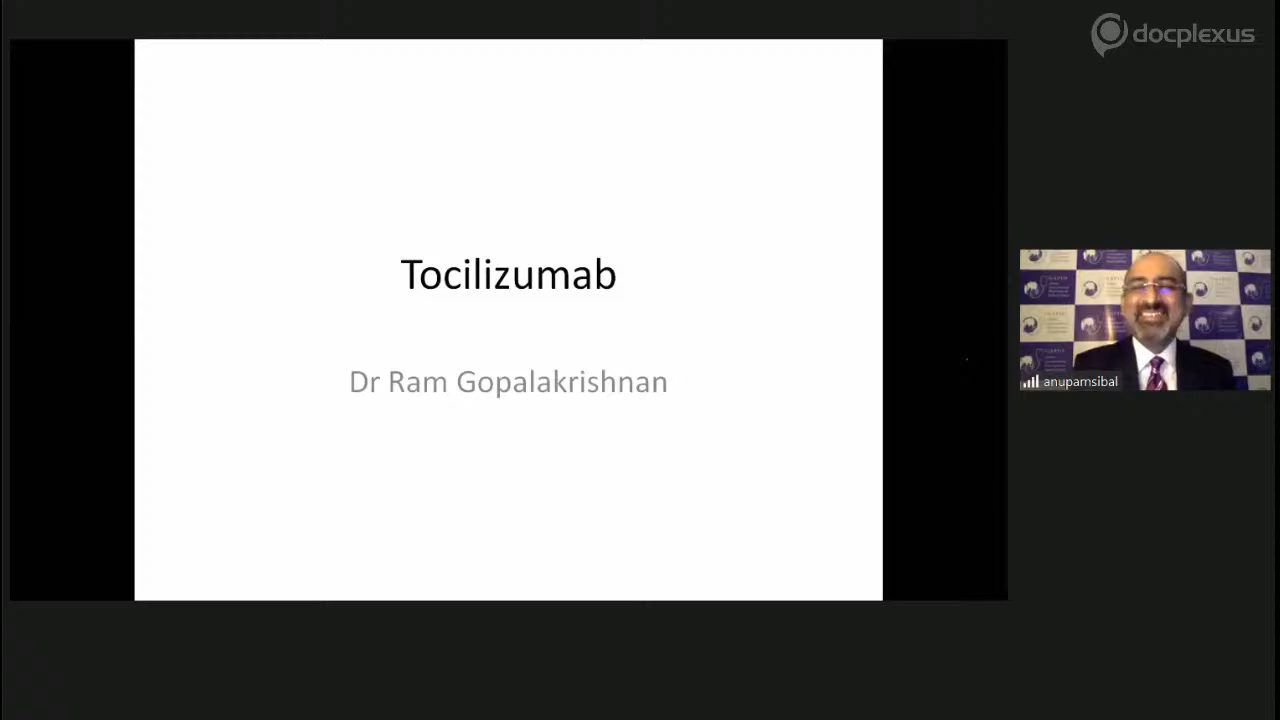 docplexus
Tocilizumab
Dr Ram Gopalakrishnan
anupamsibal